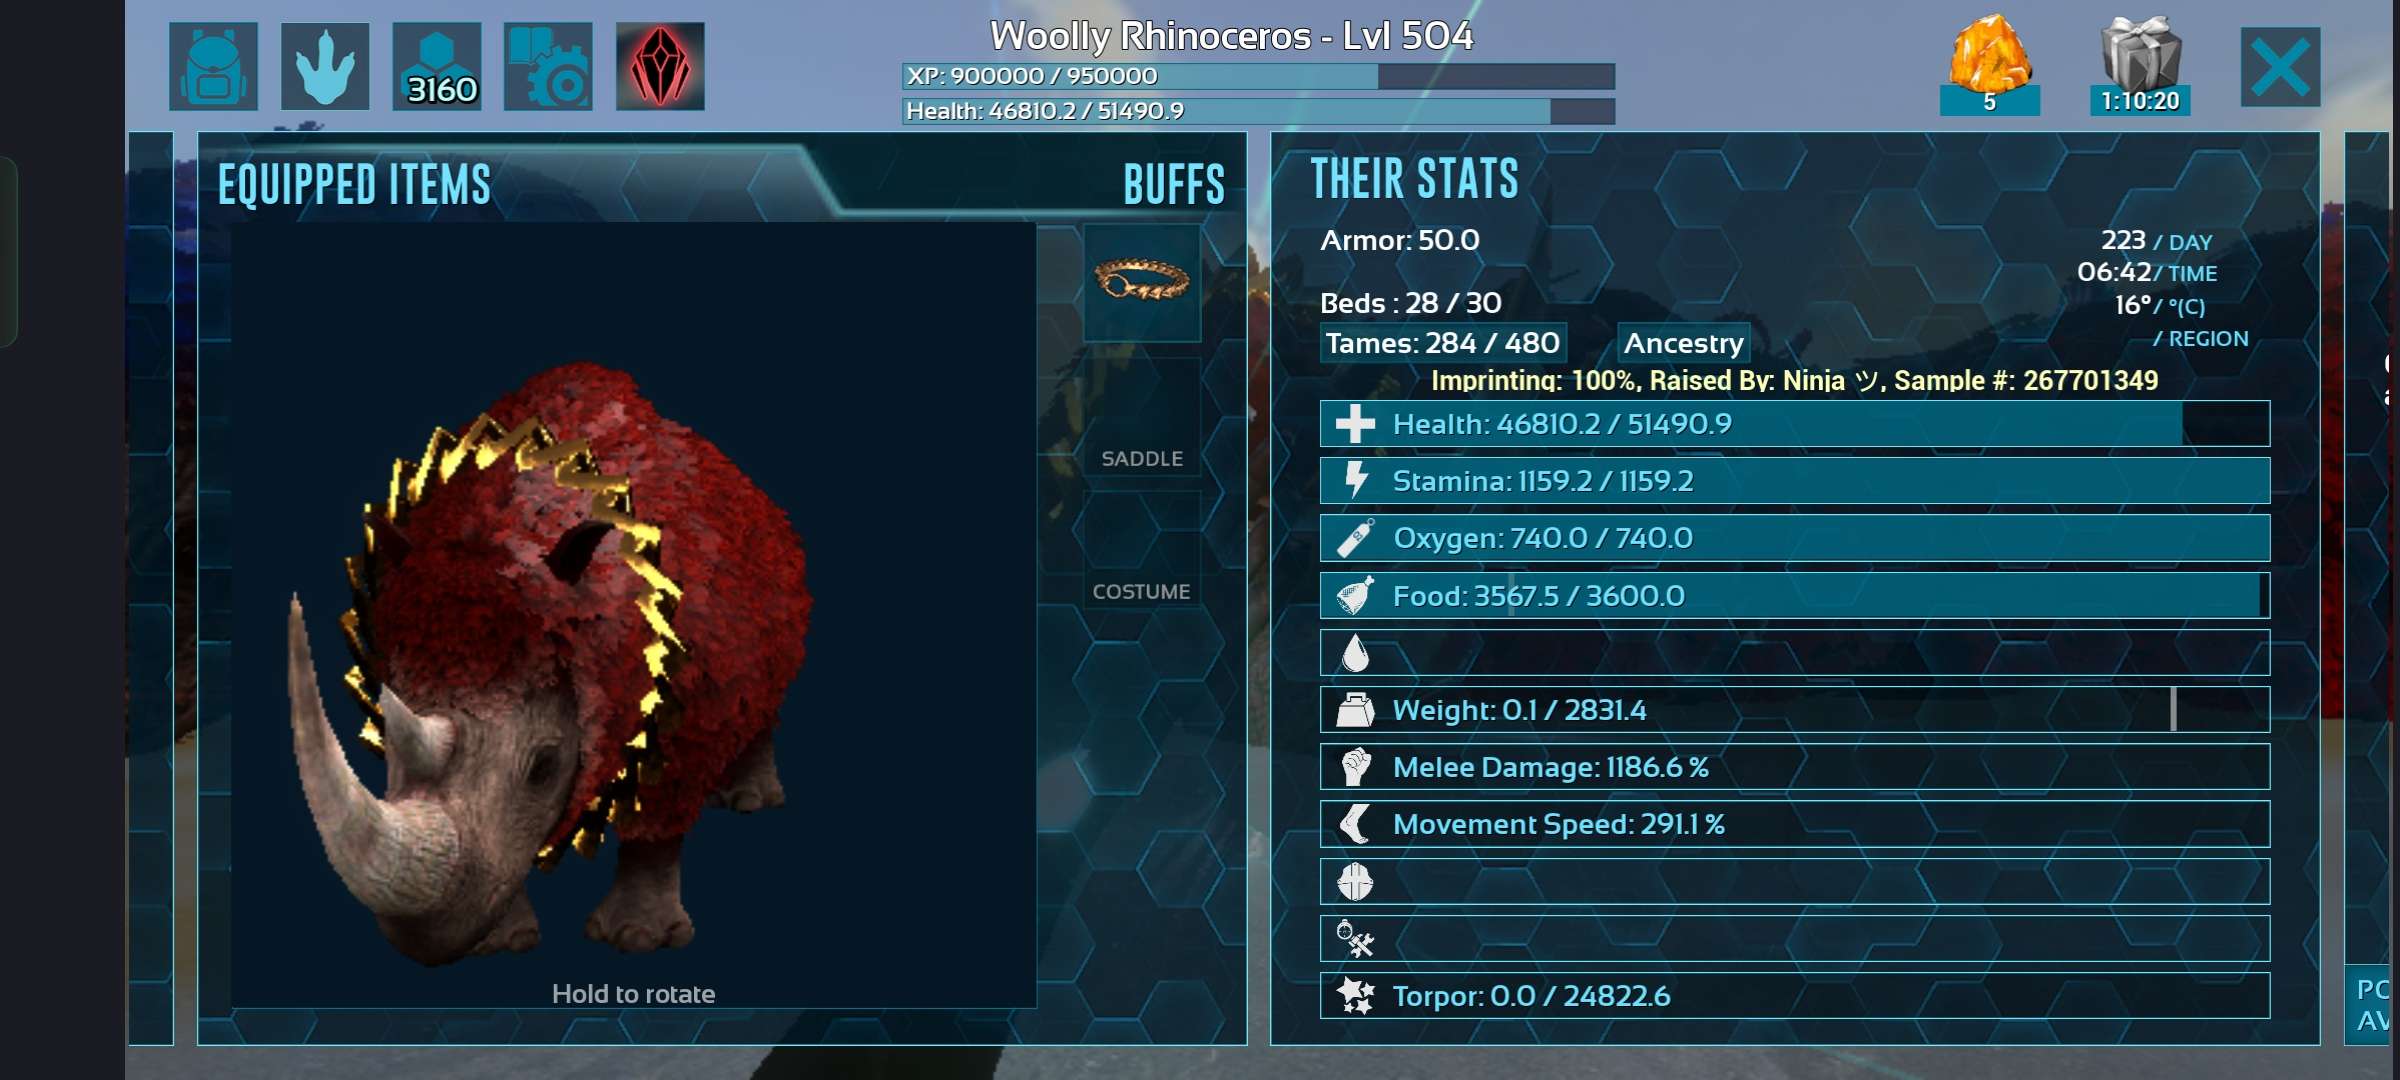 3160
Woolly Rhinoceros - Lvl 504
XP: 900000 / 950000
Health: 46810.2 / 51490.9
5
1:10:20
EQUIPPED ITEMS
BUFFS
SADDLE
COSTUME
Hold to rotate
THEIR STATS
Armor: 50.0
223 / DAY
06:42 / TIME
16° / °(C)
/ REGION
Beds : 28 / 30
Tames: 284 / 480
Ancestry
Imprinting: 100%, Raised By: Ninja ツ, Sample #: 267701349
Health: 46810.2 / 51490.9
Stamina: 1159.2 / 1159.2
Oxygen: 740.0 / 740.0
Food: 3567.5 / 3600.0
Weight: 0.1 / 2831.4
Melee Damage: 1186.6 %
Movement Speed: 291.1 %
Torpor: 0.0 / 24822.6